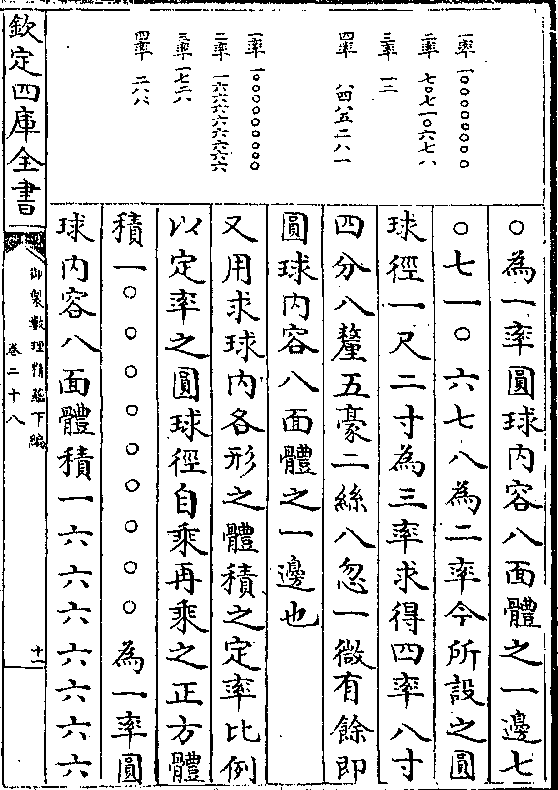 一率 一〇〇〇〇〇〇〇〇
二率 七〇七一〇六七八
三率 一二
四率 八四八五二八一
一率 一〇〇〇〇〇〇〇〇〇
二率 一六六六六六六六六
三率 一七二八
四率 二八八
〇為一率圓球內容八面體之一邊七
〇七一〇六七八為二率今所設之圓
球徑一尺二寸為三率求得四率八寸
四分八釐五豪二絲八忽一微有餘即
圓球內容八面體之一邊也
又用求球內各形之體積之定率比例
以定率之圓球徑自乘再乘之正方體
積一〇〇〇〇〇〇〇〇〇為一率圓
球內容八面體積一六六六六六六六
欽定四庫全書
御製數理精蘊下編
卷二十八
十一